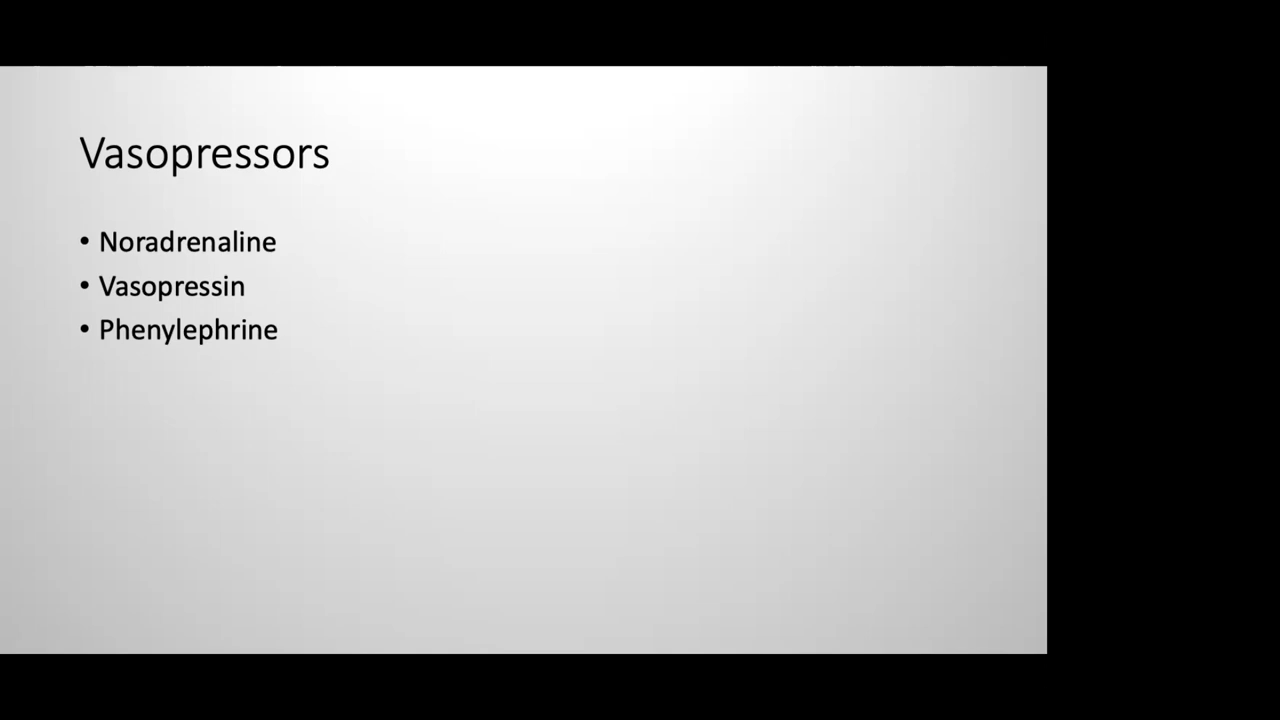 Vasopressors
• Noradrenaline
• Vasopressin
• Phenylephrine